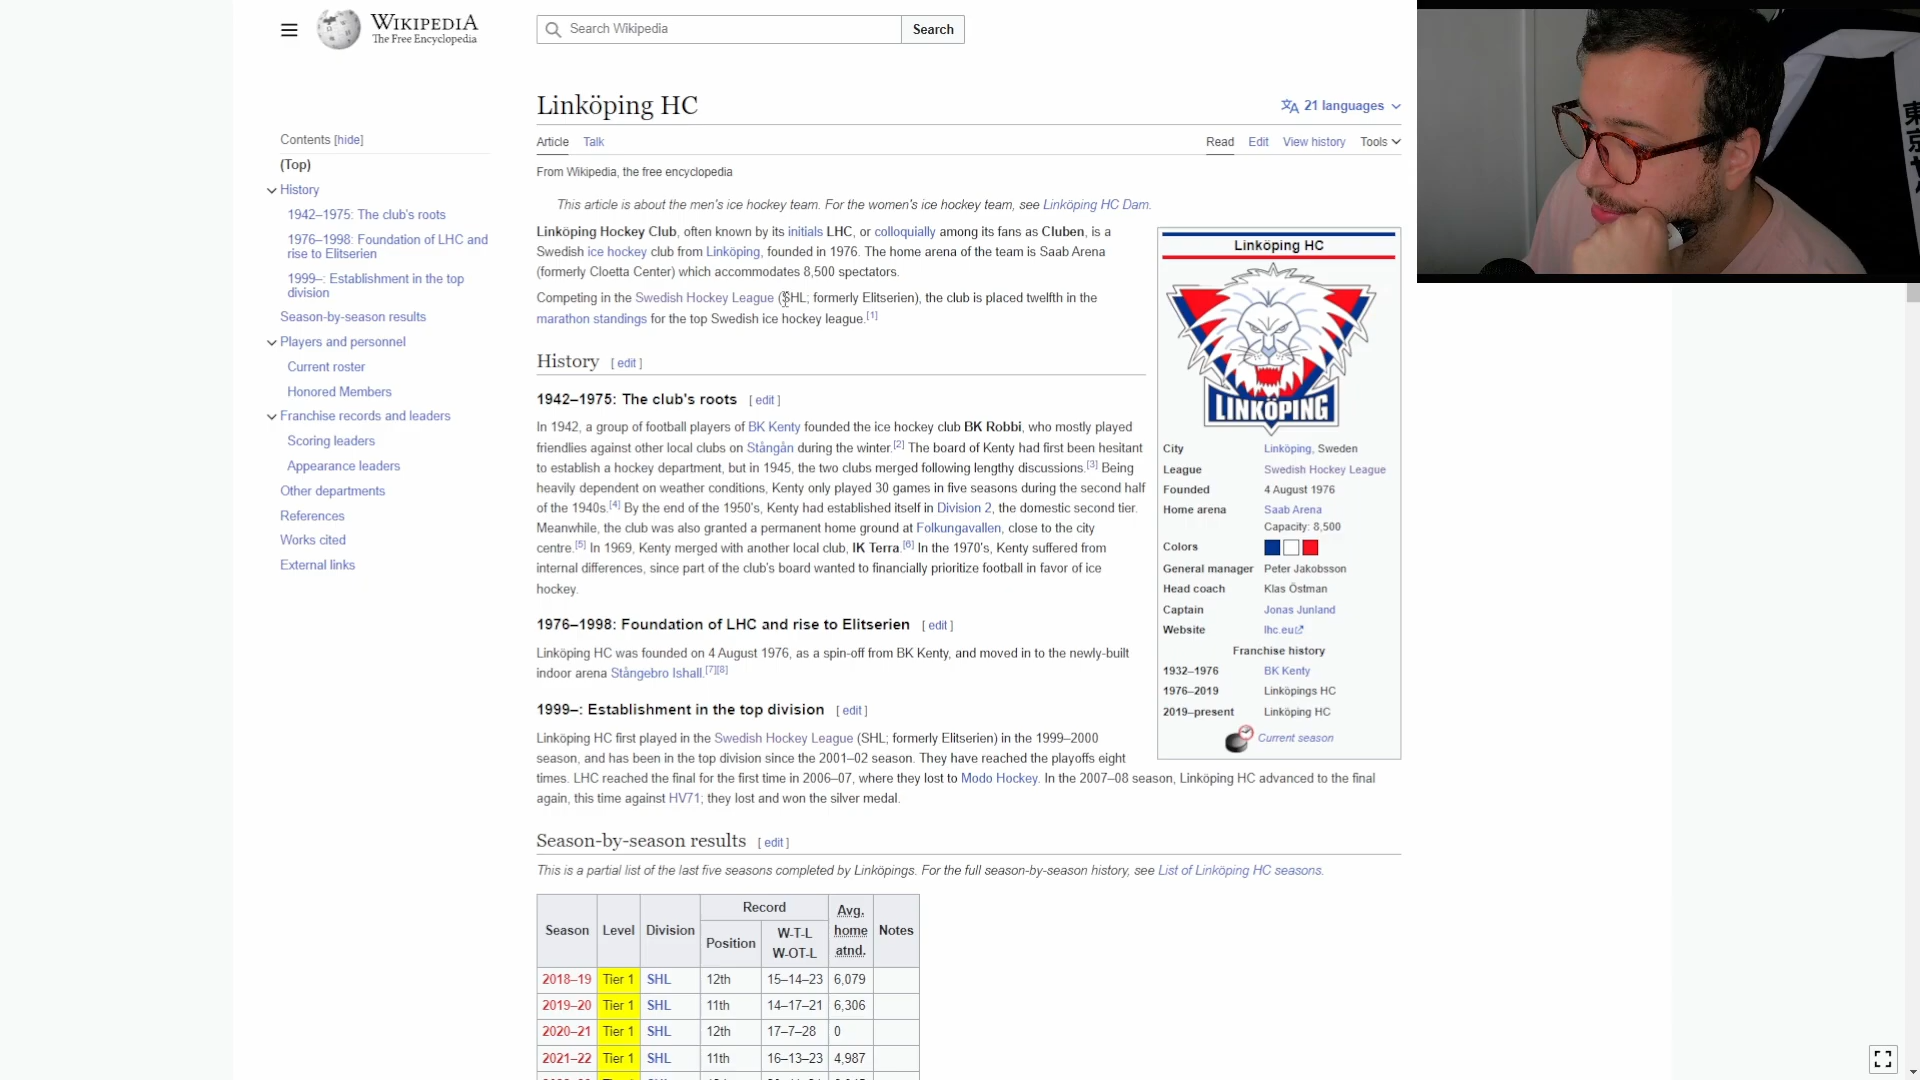 WIKIPEDIA
The Free Encyclopedia
Search Wikipedia
Search
Linköping HC
21 languages
Article Talk
Read Edit View history Tools
From Wikipedia, the free encyclopedia
Contents [hide]
(Top)
History
1942–1975: The club's roots
1976–1998: Foundation of LHC and
rise to Elitserien
1999–: Establishment in the top
division
Season-by-season results
Players and personnel
Current roster
Honored Members
Franchise records and leaders
Scoring leaders
Appearance leaders
Other departments
References
Works cited
External links
This article is about the men's ice hockey team. For the women's ice hockey team, see Linköping HC Dam.
Linköping Hockey Club, often known by its initials LHC, or colloquially among its fans as Cluben, is a
Swedish ice hockey club from Linköping, founded in 1976. The home arena of the team is Saab Arena
(formerly Cloetta Center) which accommodates 8,500 spectators.
Competing in the Swedish Hockey League (SHL; formerly Elitserien), the club is placed twelfth in the
marathon standings for the top Swedish ice hockey league.[1]
History [ edit ]
1942–1975: The club's roots [ edit ]
In 1942, a group of football players of BK Kenty founded the ice hockey club BK Robbi, who mostly played
friendlies against other local clubs on Stångån during the winter.[2] The board of Kenty had first been hesitant
to establish a hockey department, but in 1945, the two clubs merged following lengthy discussions.[3] Being
heavily dependent on weather conditions, Kenty only played 30 games in five seasons during the second half
of the 1940s.[4] By the end of the 1950's, Kenty had established itself in Division 2, the domestic second tier.
Meanwhile, the club was also granted a permanent home ground at Folkungavallen, close to the city
centre.[5] In 1969, Kenty merged with another local club, IK Terra.[6] In the 1970's, Kenty suffered from
internal differences, since part of the club's board wanted to financially prioritize football in favor of ice
hockey.
1976–1998: Foundation of LHC and rise to Elitserien [ edit ]
Linköping HC was founded on 4 August 1976, as a spin-off from BK Kenty, and moved in to the newly-built
indoor arena Stångebro Ishall.[7][8]
1999–: Establishment in the top division [ edit ]
Linköping HC first played in the Swedish Hockey League (SHL; formerly Elitserien) in the 1999–2000
season, and has been in the top division since the 2001–02 season. They have reached the playoffs eight
times. LHC reached the final for the first time in 2006–07, where they lost to Modo Hockey. In the 2007–08 season, Linköping HC advanced to the final
again, this time against HV71; they lost and won the silver medal.
Linköping HC
LINKÖPING
City Linköping, Sweden
League Swedish Hockey League
Founded 4 August 1976
Home arena Saab Arena
Capacity: 8,500
Colors
General manager Peter Jakobsson
Head coach Klas Östman
Captain Jonas Junland
Website lhc.eu
Franchise history
1932–1976 BK Kenty
1976–2019 Linköpings HC
2019–present Linköping HC
Current season
Season-by-season results [ edit ]
This is a partial list of the last five seasons completed by Linköpings. For the full season-by-season history, see List of Linköping HC seasons.
Season Level Division Record Avg. home atnd. Notes
Position W-T-L W-OT-L
2018–19 Tier 1 SHL 12th 15–14–23 6,079
2019–20 Tier 1 SHL 11th 14–17–21 6,306
2020–21 Tier 1 SHL 12th 17–7–28 0
2021–22 Tier 1 SHL 11th 16–13–23 4,987